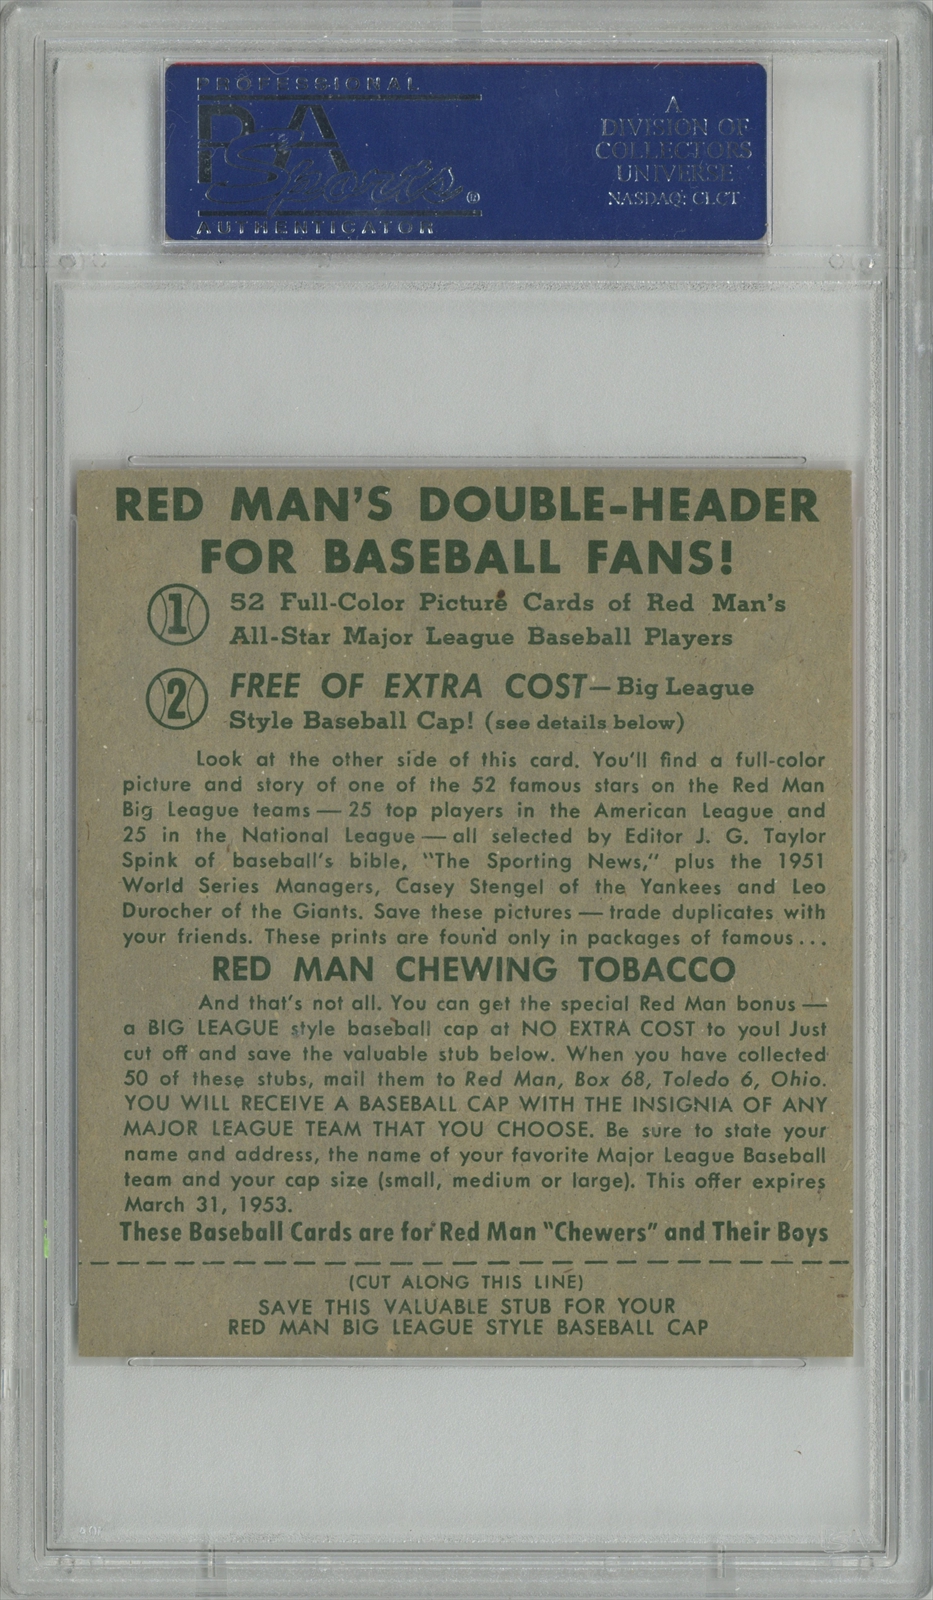 PROFESSIONAL
PSA
Sports ®
AUTHENTICATOR
A
DIVISION OF
COLLECTORS
UNIVERSE
NASDAQ: CLCT
RED MAN'S DOUBLE-HEADER
FOR BASEBALL FANS!
1 52 Full-Color Picture Cards of Red Man's
All-Star Major League Baseball Players
2 FREE OF EXTRA COST—Big League
Style Baseball Cap! (see details below)
Look at the other side of this card. You'll find a full-color
picture and story of one of the 52 famous stars on the Red Man
Big League teams — 25 top players in the American League and
25 in the National League — all selected by Editor J. G. Taylor
Spink of baseball's bible, "The Sporting News," plus the 1951
World Series Managers, Casey Stengel of the Yankees and Leo
Durocher of the Giants. Save these pictures — trade duplicates with
your friends. These prints are found only in packages of famous...
RED MAN CHEWING TOBACCO
And that's not all. You can get the special Red Man bonus —
a BIG LEAGUE style baseball cap at NO EXTRA COST to you! Just
cut off and save the valuable stub below. When you have collected
50 of these stubs, mail them to Red Man, Box 68, Toledo 6, Ohio.
YOU WILL RECEIVE A BASEBALL CAP WITH THE INSIGNIA OF ANY
MAJOR LEAGUE TEAM THAT YOU CHOOSE. Be sure to state your
name and address, the name of your favorite Major League Baseball
team and your cap size (small, medium or large). This offer expires
March 31, 1953.
These Baseball Cards are for Red Man "Chewers" and Their Boys
(CUT ALONG THIS LINE)
SAVE THIS VALUABLE STUB FOR YOUR
RED MAN BIG LEAGUE STYLE BASEBALL CAP